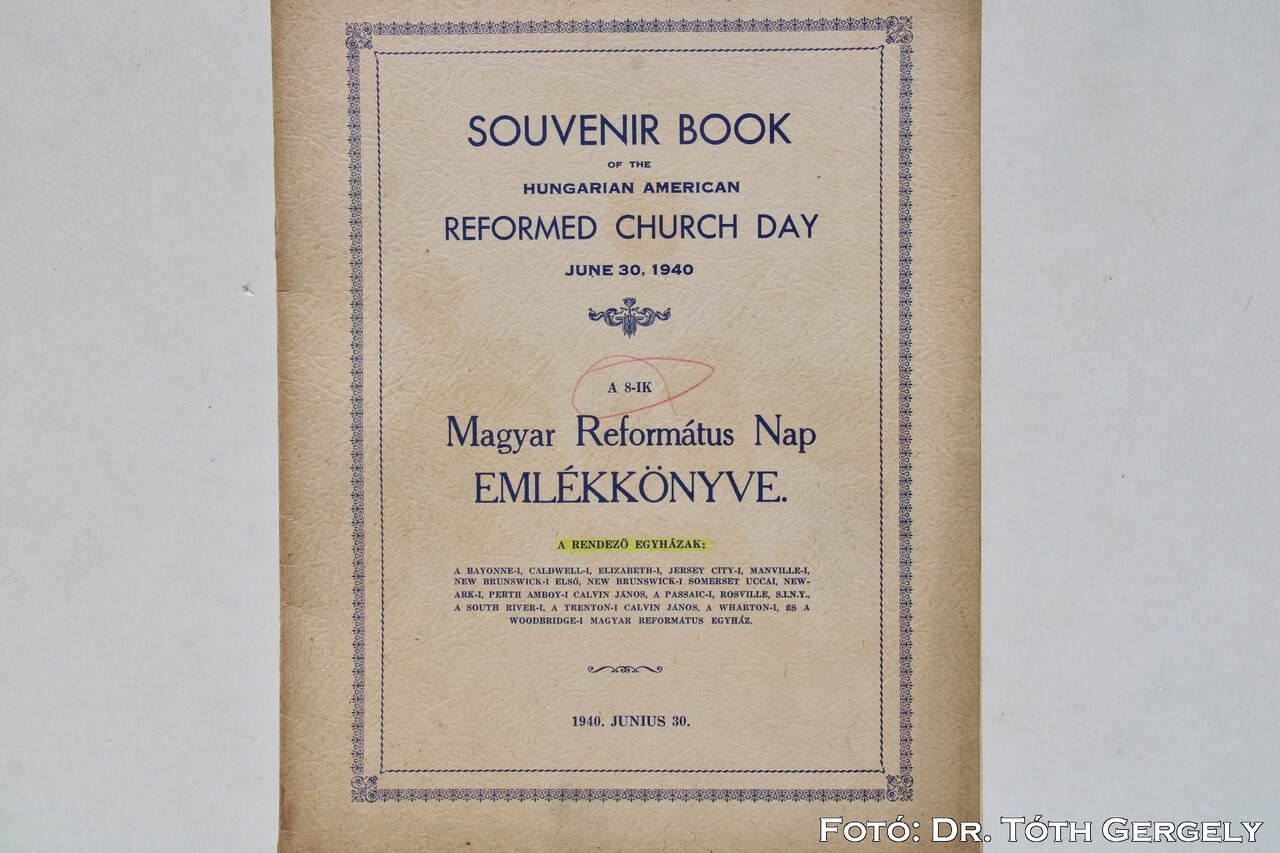 SOUVENIR BOOK
OF THE
HUNGARIAN AMERICAN
REFORMED CHURCH DAY
JUNE 30, 1940
A 8-IK
Magyar Református Nap
EMLÉKKÖNYVE.
A RENDEZŐ EGYHÁZAK:
A BAYONNE-I, CALDWELL-I, ELIZABETH-I, JERSEY CITY-I, MANVILLE-I,
NEW BRUNSWICK-I ELSŐ, NEW BRUNSWICK-I SOMERSET UCCAI, NEW-
ARK-I, PERTH AMBOY-I CALVIN JÁNOS, A PASSAIC-I, ROSVILLE, S.I.N.Y.,
A SOUTH RIVER-I, A TRENTON-I CALVIN JÁNOS, A WHARTON-I, ÉS A
WOODBRIDGE-I MAGYAR REFORMÁTUS EGYHÁZ.
1940. JUNIUS 30.
FOTÓ: DR. TÓTH GERGELY